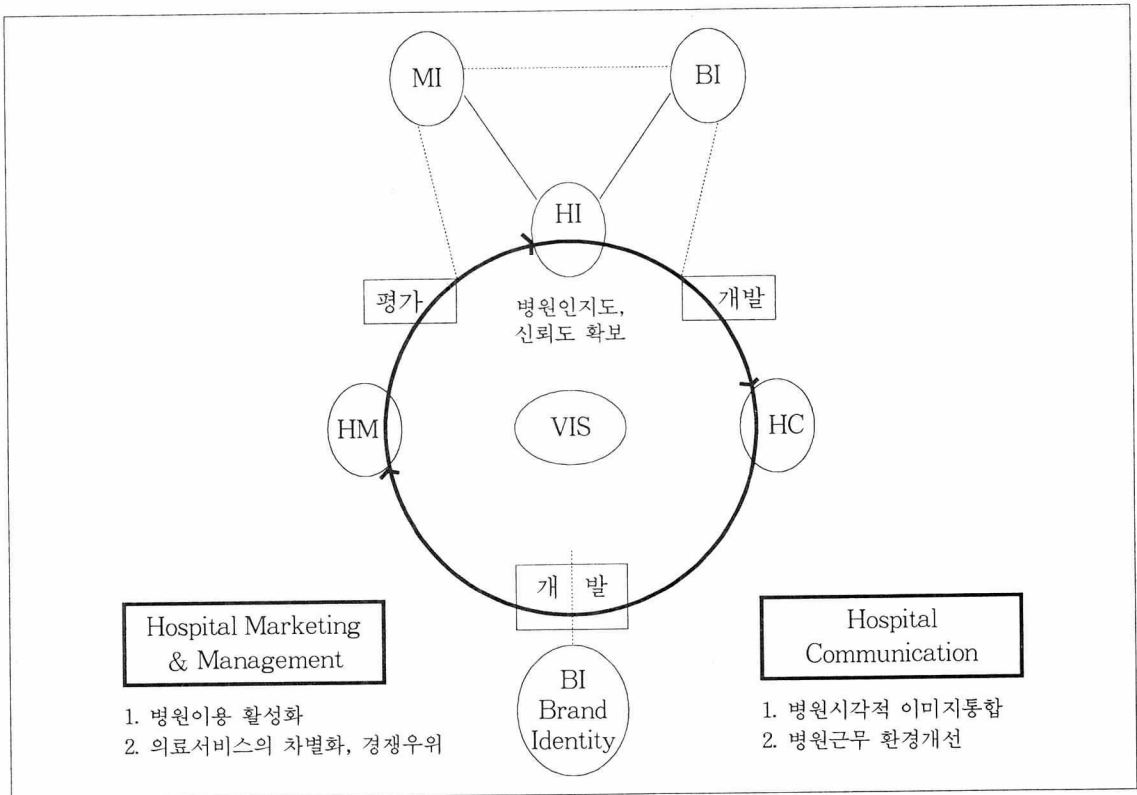 MI
BI
HI
평가
개발
병원인지도,
신뢰도 확보
HM
VIS
HC
개 발
Hospital Marketing
& Management
Hospital
Communication
BI
Brand
Identity
1. 병원이용 활성화
2. 의료서비스의 차별화, 경쟁우위
1. 병원시각적 이미지통합
2. 병원근무 환경개선